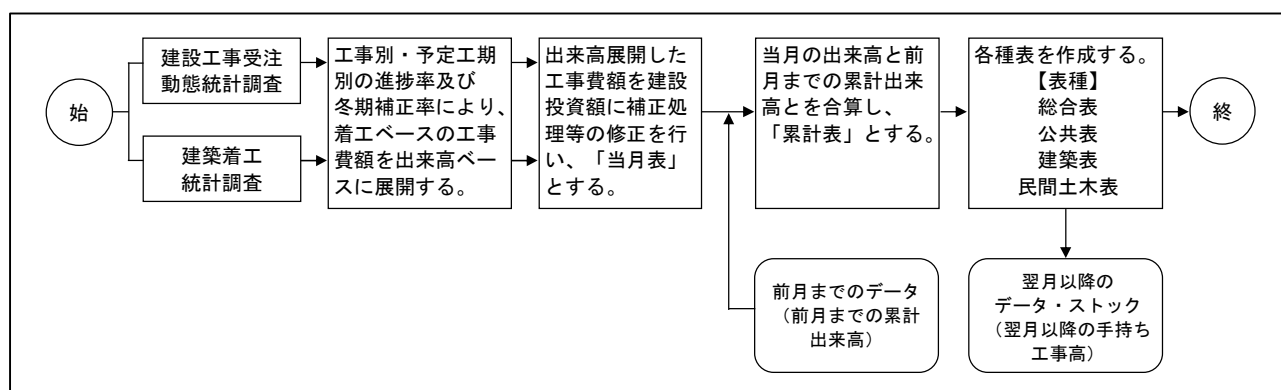 始
建設工事受注
動態統計調査
建築着工
統計調査
工事別・予定工期
別の進捗率及び
冬期補正率により、
着工ベースの工事
費額を出来高ベー
スに展開する。
出来高展開した
工事費額を建設
投資額に補正処
理等の修正を行
い、「当月表」
とする。
当月の出来高と前
月までの累計出来
高とを合算し、
「累計表」とする。
各種表を作成する。
【表種】
総合表
公共表
建築表
民間土木表
終
前月までのデータ
（前月までの累計
出来高）
翌月以降の
データ・ストック
（翌月以降の手持ち
工事高）